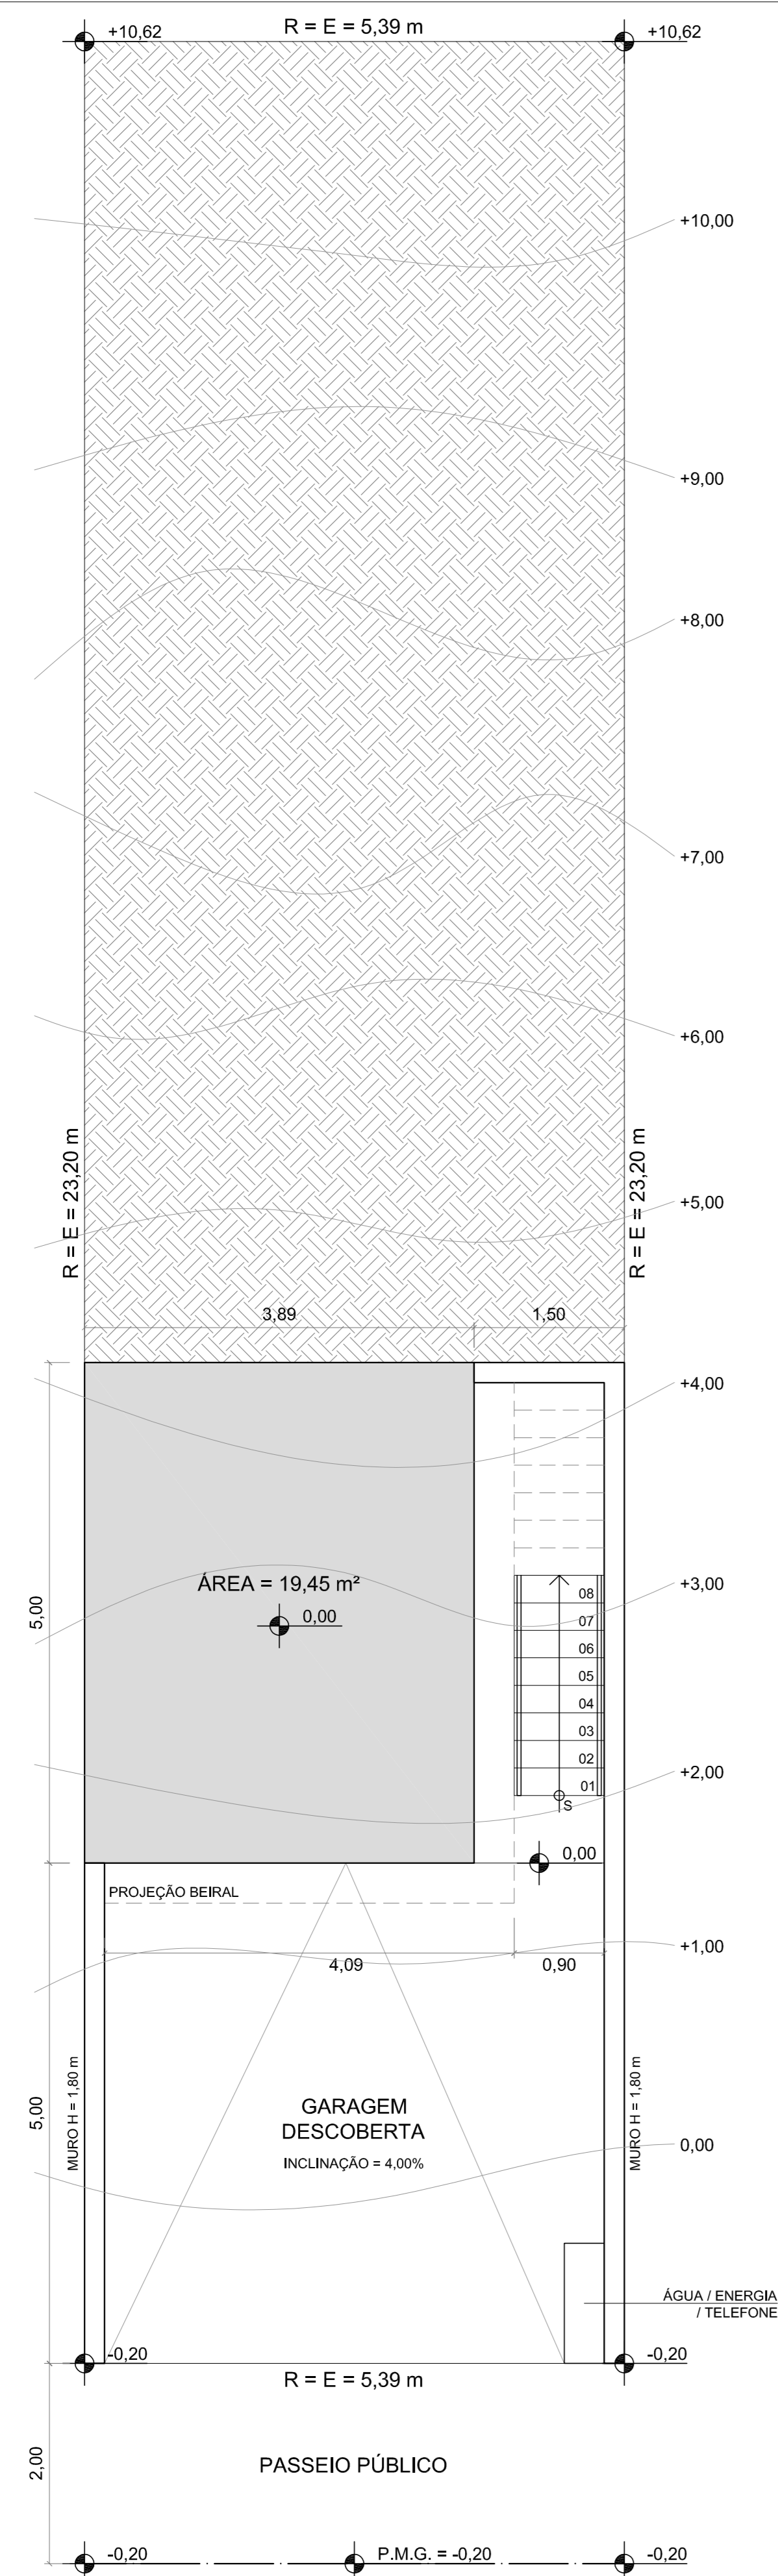 +10,62
R = E = 5,39 m
+10,62
+10,00
+9,00
+8,00
+7,00
+6,00
R = E = 23,20 m
R = E = 23,20 m
+5,00
3,89
1,50
+4,00
5,00
ÁREA = 19,45 m²
0,00
+3,00
08
07
06
05
04
03
02
01
S
+2,00
0,00
PROJEÇÃO BEIRAL
+1,00
4,09
0,90
5,00
MURO H = 1,80 m
GARAGEM
DESCOBERTA
INCLINAÇÃO = 4,00%
MURO H = 1,80 m
0,00
ÁGUA / ENERGIA
/ TELEFONE
-0,20
-0,20
R = E = 5,39 m
2,00
PASSEIO PÚBLICO
-0,20
P.M.G. = -0,20
-0,20